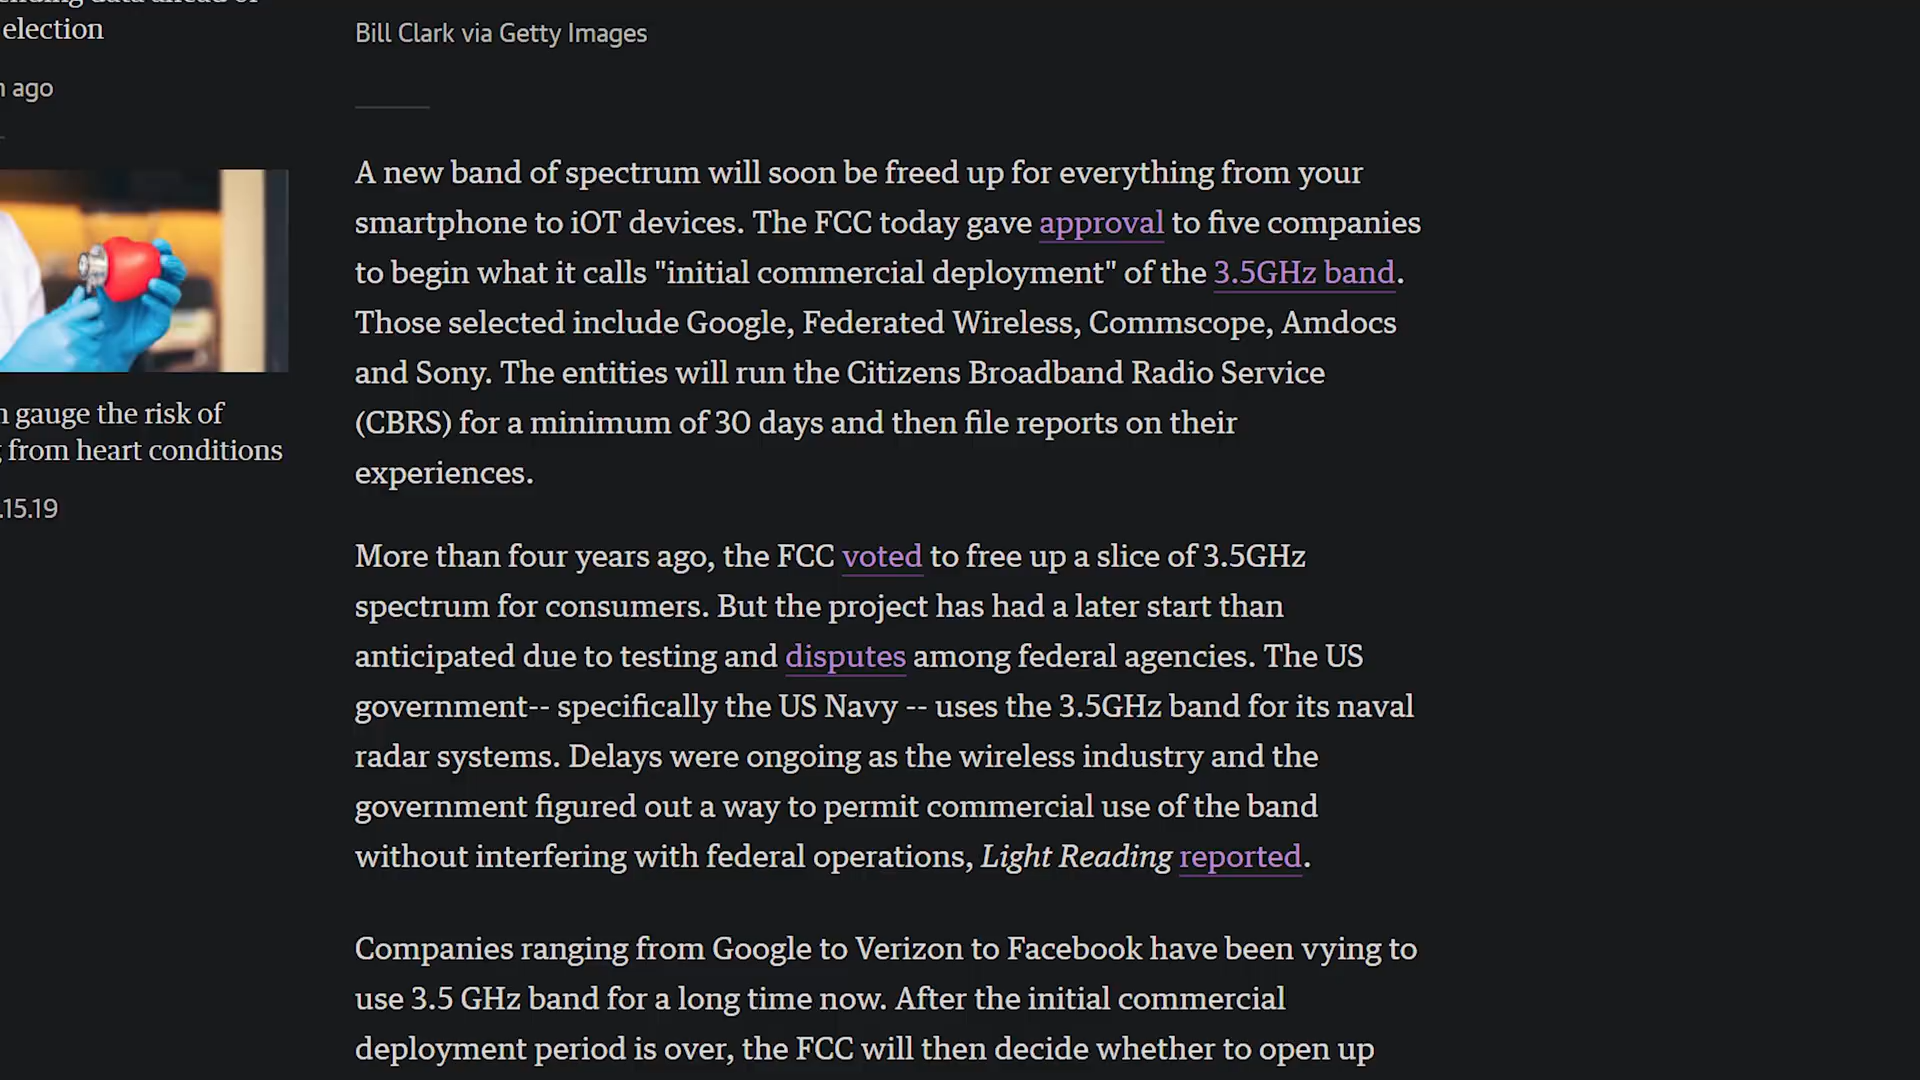 election
ago
gauge the risk of
from heart conditions
.15.19
Bill Clark via Getty Images
A new band of spectrum will soon be freed up for everything from your
smartphone to iOT devices. The FCC today gave approval to five companies
to begin what it calls "initial commercial deployment" of the 3.5GHz band.
Those selected include Google, Federated Wireless, Commscope, Amdocs
and Sony. The entities will run the Citizens Broadband Radio Service
(CBRS) for a minimum of 30 days and then file reports on their
experiences.
More than four years ago, the FCC voted to free up a slice of 3.5GHz
spectrum for consumers. But the project has had a later start than
anticipated due to testing and disputes among federal agencies. The US
government-- specifically the US Navy -- uses the 3.5GHz band for its naval
radar systems. Delays were ongoing as the wireless industry and the
government figured out a way to permit commercial use of the band
without interfering with federal operations, Light Reading reported.
Companies ranging from Google to Verizon to Facebook have been vying to
use 3.5 GHz band for a long time now. After the initial commercial
deployment period is over, the FCC will then decide whether to open up